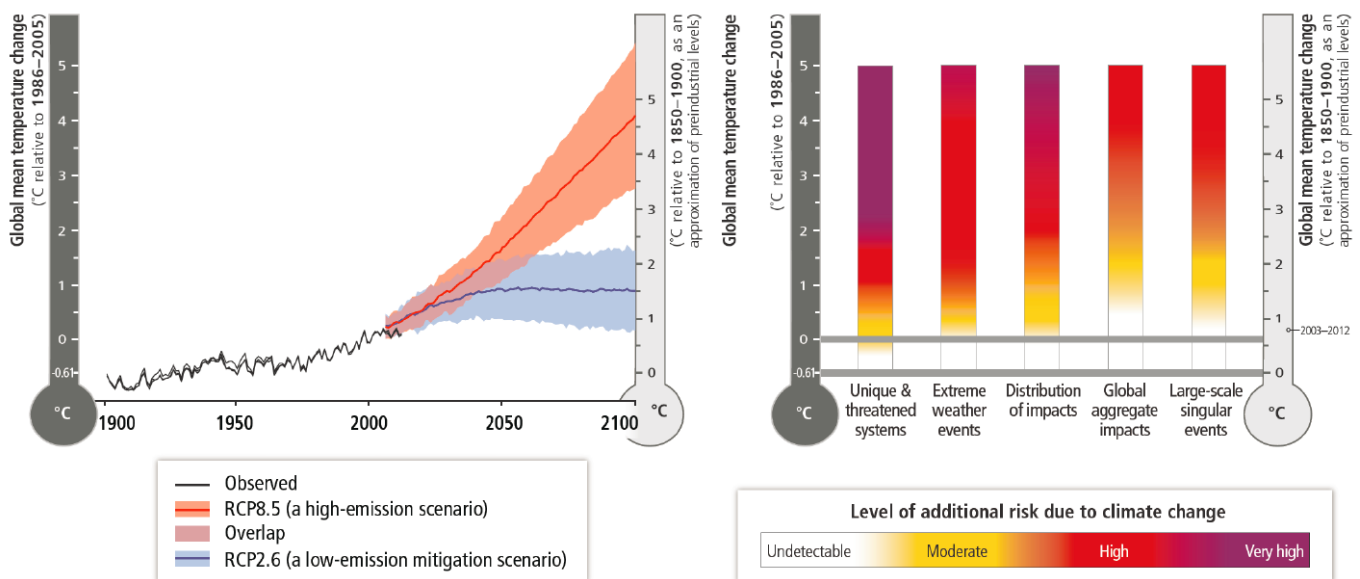 Global mean temperature change
(°C relative to 1986–2005)
5
4
3
2
1
0
-0.61
°C
Global mean temperature change
(°C relative to 1850–1900, as an
approximation of preindustrial levels)
5
4
3
2
1
0
°C
1900
1950
2000
2050
2100
Observed
RCP8.5 (a high-emission scenario)
Overlap
RCP2.6 (a low-emission mitigation scenario)
Global mean temperature change
(°C relative to 1986–2005)
5
4
3
2
1
0
-0.61
°C
Global mean temperature change
(°C relative to 1850–1900, as an
approximation of preindustrial levels)
5
4
3
2
1
0
2003–2012
°C
Unique &
threatened
systems
Extreme
weather
events
Distribution
of impacts
Global
aggregate
impacts
Large-scale
singular
events
Level of additional risk due to climate change
Undetectable Moderate High Very high